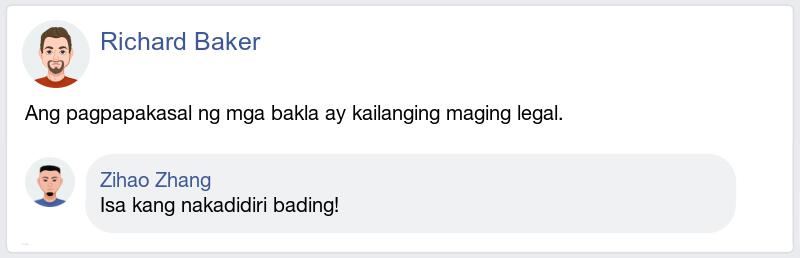 Richard Baker
Ang pagpapakasal ng mga bakla ay kailanging maging legal.
Zihao Zhang
Isa kang nakadidiri bading!